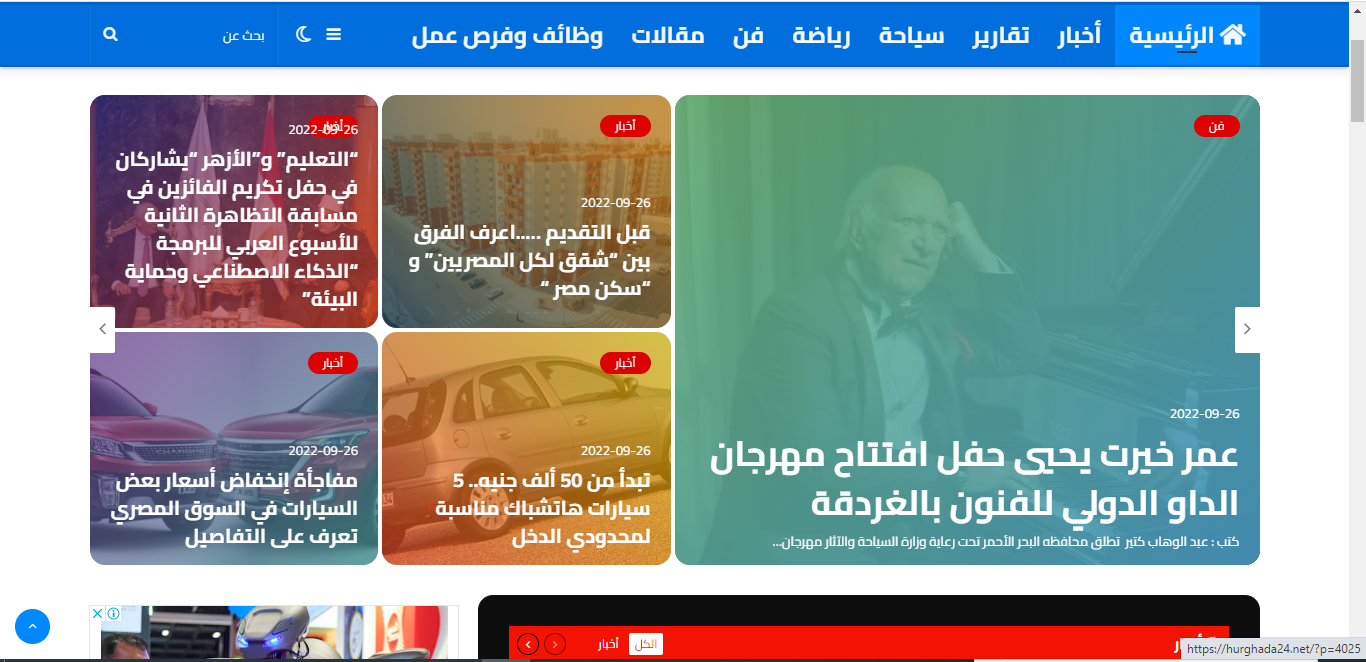 الرئيسية
أخبار
تقارير
سياحة
رياضة
فن
مقالات
وظائف وفرص عمل
بحث عن
فن
2022-09-26
عمر خيرت يحيى حفل افتتاح مهرجان
الداو الدولي للفنون بالغردقة
كتب : عبد الوهاب كتير تطلق محافظه البحر الأحمر تحت رعاية وزارة السياحة والآثار مهرجان...
أخبار
2022-09-26
قبل التقديم .....اعرف الفرق
بين “شقق لكل المصريين” و
“سكن مصر “
أخبار
2022-09-26
“التعليم” و”الأزهر “يشاركان
في حفل تكريم الفائزين في
مسابقة التظاهرة الثانية
للأسبوع العربي للبرمجة
“الذكاء الاصطناعي وحماية
البيئة”
أخبار
2022-09-26
تبدأ من 50 ألف جنيه.. 5
سيارات هاتشباك مناسبة
لمحدودي الدخل
أخبار
2022-09-26
مفاجأة إنخفاض أسعار بعض
السيارات في السوق المصري
تعرف على التفاصيل
الكل
أخبار
https://hurghada24.net/?p=4025